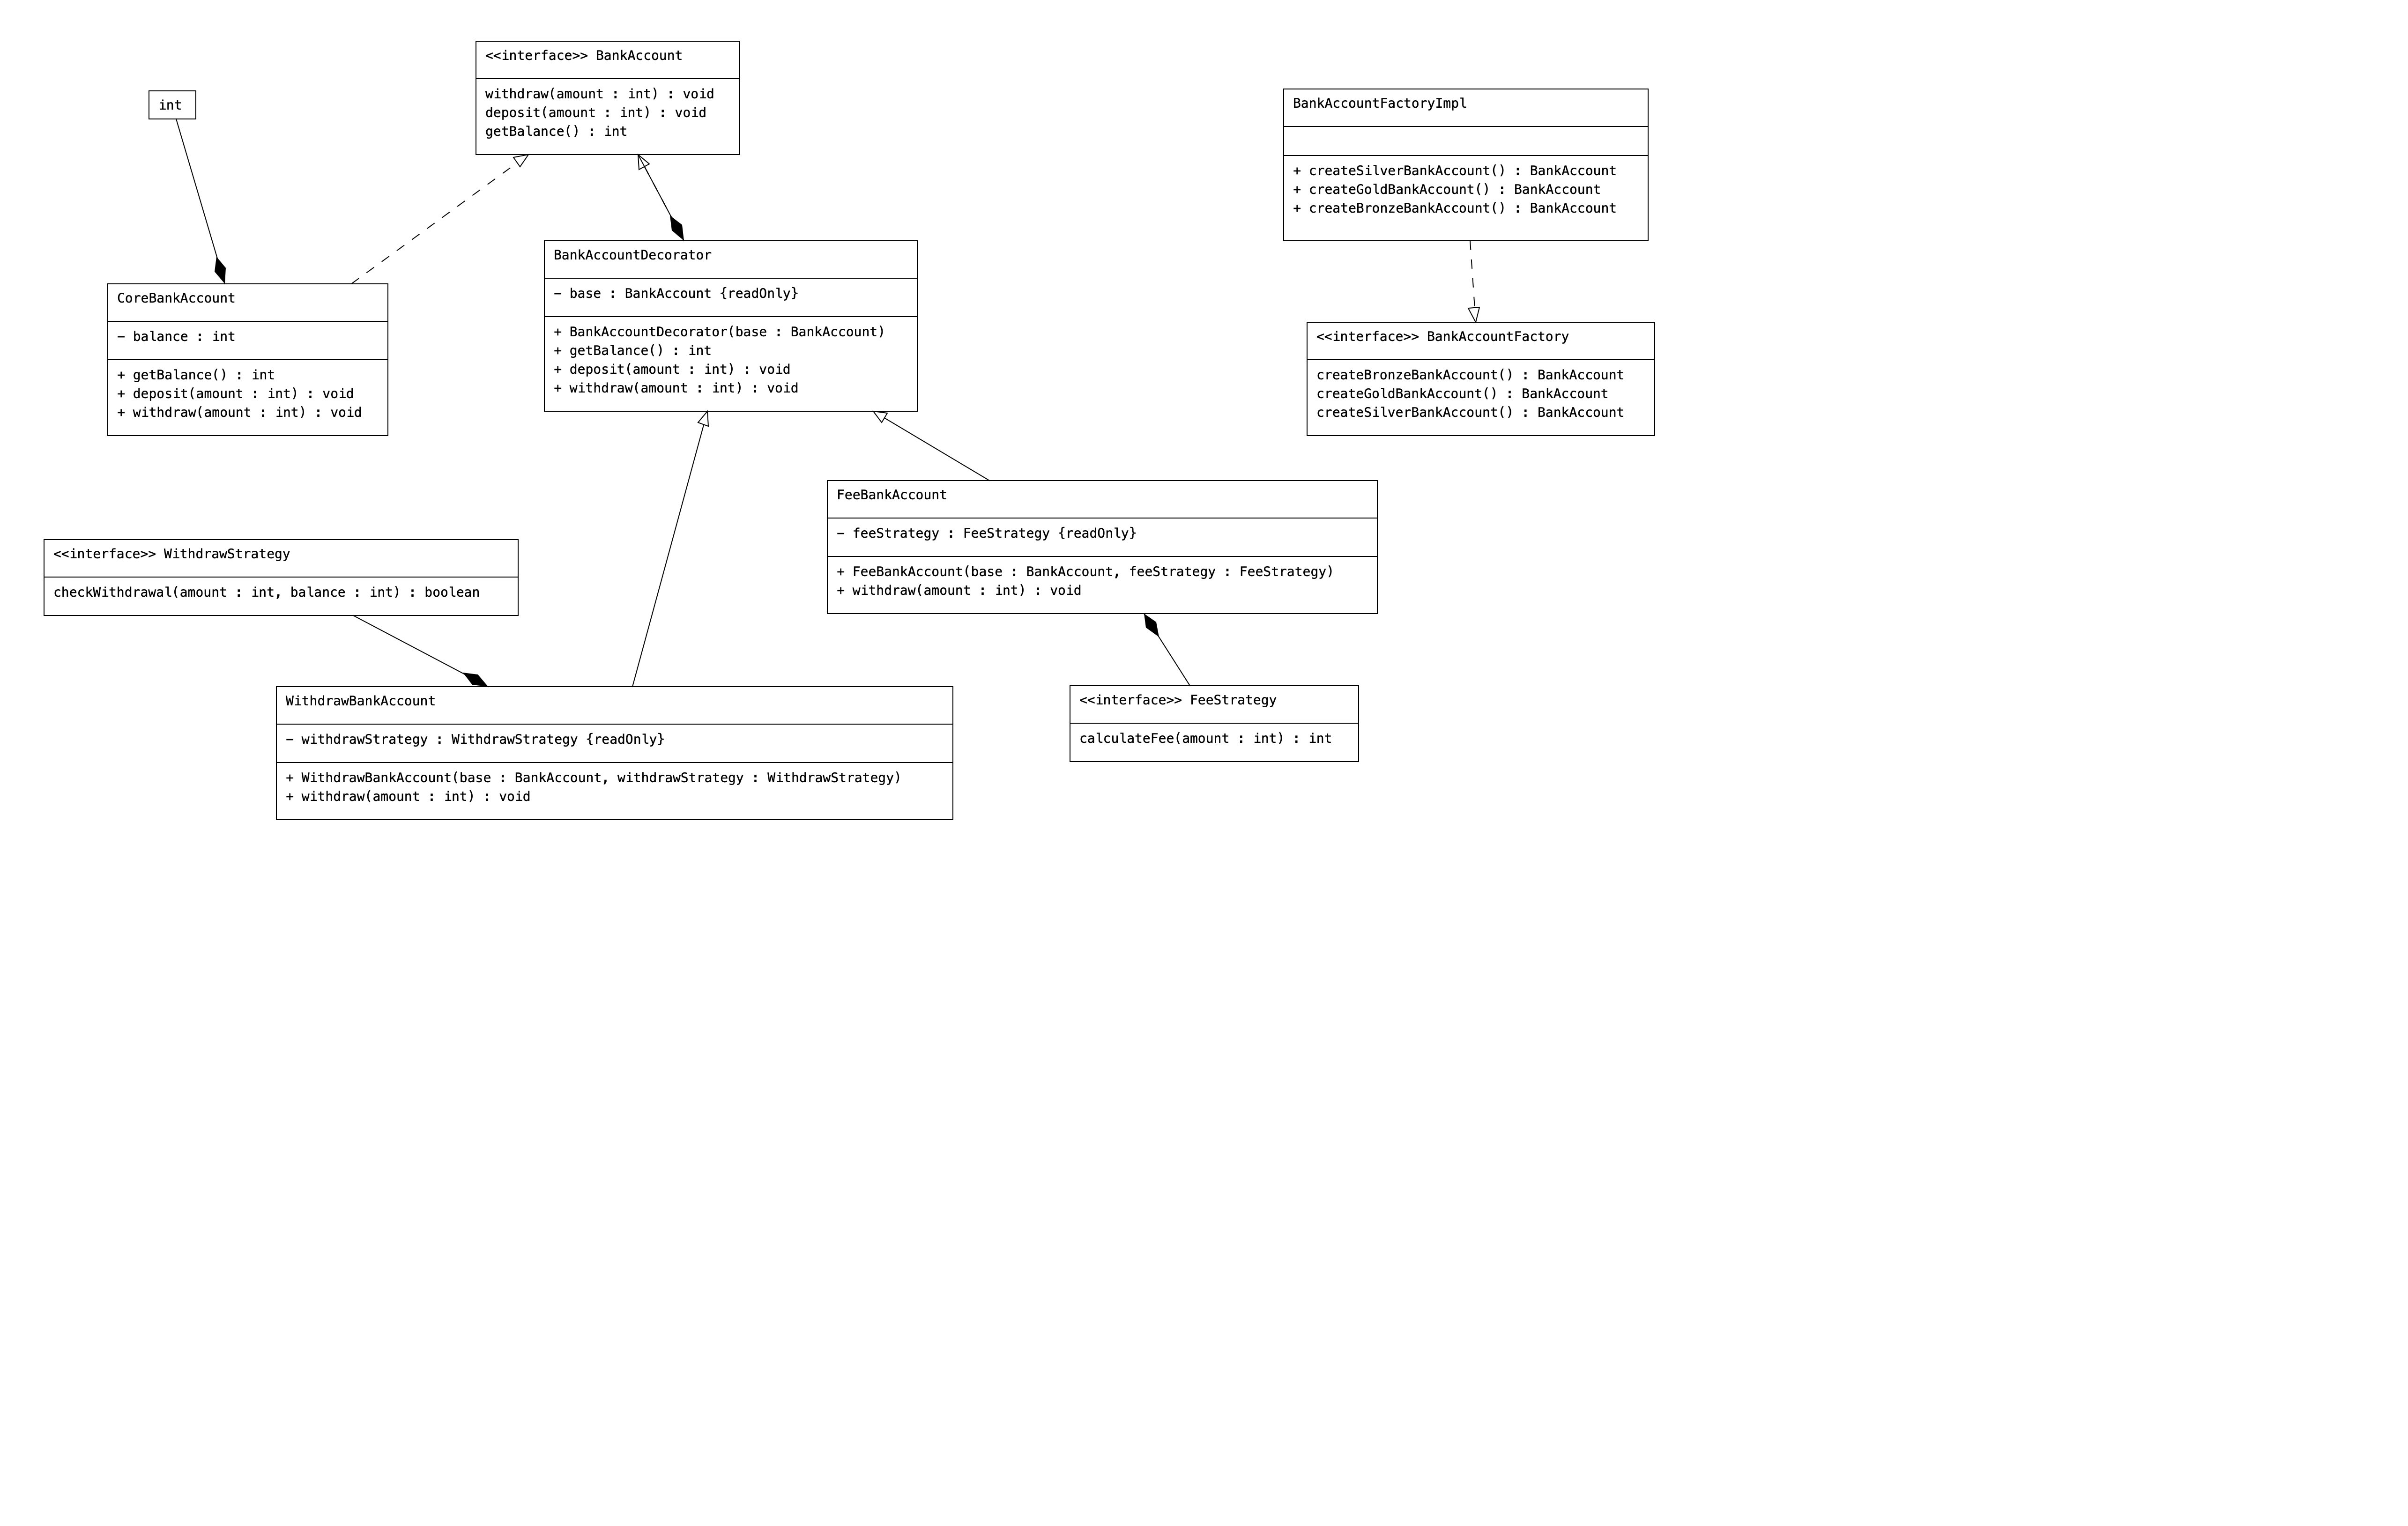 <<interface>> BankAccount
withdraw(amount : int) : void
deposit(amount : int) : void
getBalance() : int
int
BankAccountFactoryImpl
+ createSilverBankAccount() : BankAccount
+ createGoldBankAccount() : BankAccount
+ createBronzeBankAccount() : BankAccount
BankAccountDecorator
− base : BankAccount {readOnly}
+ BankAccountDecorator(base : BankAccount)
+ getBalance() : int
+ deposit(amount : int) : void
+ withdraw(amount : int) : void
CoreBankAccount
− balance : int
+ getBalance() : int
+ deposit(amount : int) : void
+ withdraw(amount : int) : void
<<interface>> BankAccountFactory
createBronzeBankAccount() : BankAccount
createGoldBankAccount() : BankAccount
createSilverBankAccount() : BankAccount
FeeBankAccount
− feeStrategy : FeeStrategy {readOnly}
+ FeeBankAccount(base : BankAccount, feeStrategy : FeeStrategy)
+ withdraw(amount : int) : void
<<interface>> WithdrawStrategy
checkWithdrawal(amount : int, balance : int) : boolean
WithdrawBankAccount
− withdrawStrategy : WithdrawStrategy {readOnly}
+ WithdrawBankAccount(base : BankAccount, withdrawStrategy : WithdrawStrategy)
+ withdraw(amount : int) : void
<<interface>> FeeStrategy
calculateFee(amount : int) : int